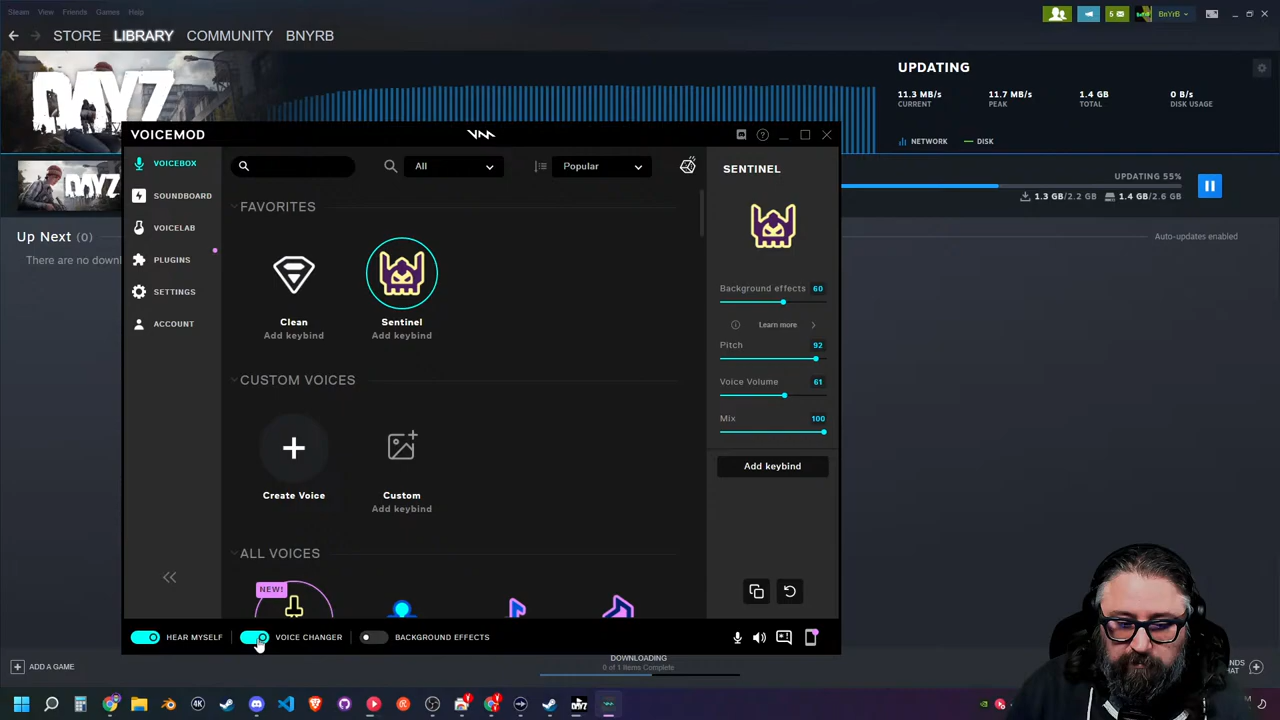 Steam View Friends Games Help
5
BnYrB
STORE LIBRARY COMMUNITY BNYRB
DAYZ
UPDATING
11.3 MB/s 11.7 MB/s 1.4 GB 0 B/s
CURRENT PEAK TOTAL DISK USAGE
NETWORK DISK
UPDATING 55%
1.3 GB/2.2 GB 1.4 GB/2.6 GB
Up Next (0)
Auto-updates enabled
There are no downl
VOICEMOD
VOICEBOX
SOUNDBOARD
VOICELAB
PLUGINS
SETTINGS
ACCOUNT
All
Popular
FAVORITES
Clean
Add keybind
Sentinel
Add keybind
CUSTOM VOICES
Create Voice
Custom
Add keybind
ALL VOICES
NEW!
SENTINEL
Background effects 60
Learn more
Pitch 92
Voice Volume 61
Mix 100
Add keybind
HEAR MYSELF VOICE CHANGER BACKGROUND EFFECTS
ADD A GAME
DOWNLOADING
0 of 1 Items Complete
4K